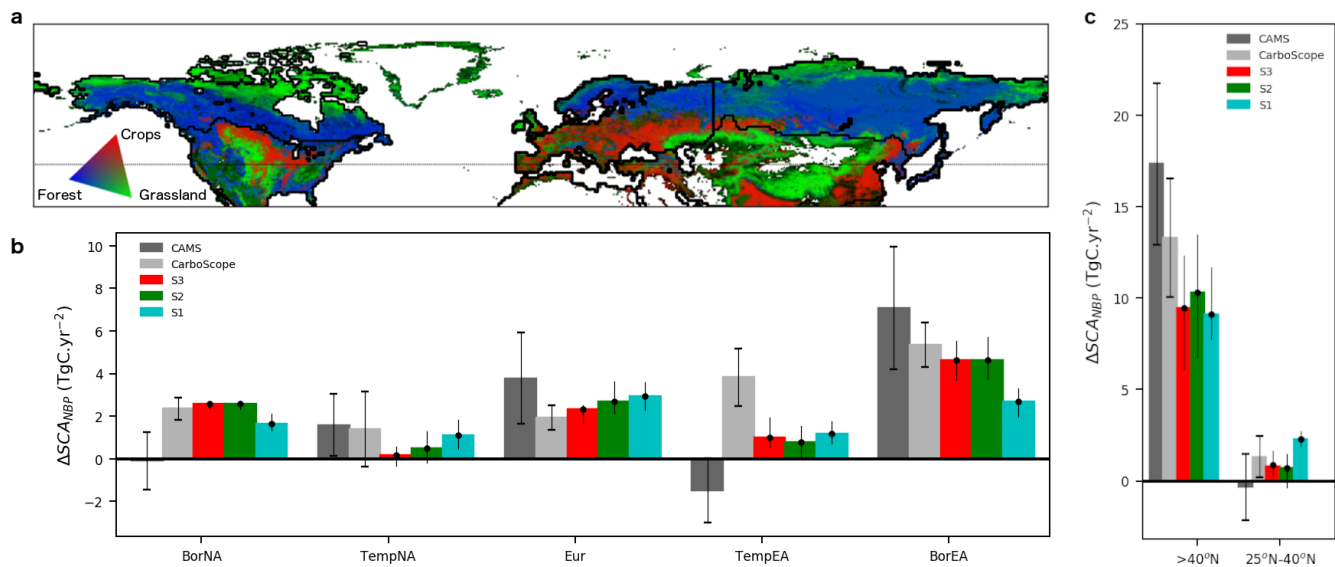 a
Crops
Forest
Grassland
b
ΔSCA_NBP (TgC.yr⁻²)
10
8
6
4
2
0
−2
CAMS
CarboScope
S3
S2
S1
BorNA
TempNA
Eur
TempEA
BorEA
c
ΔSCA_NBP (TgC.yr⁻²)
25
20
15
10
5
0
CAMS
CarboScope
S3
S2
S1
>40°N
25°N-40°N